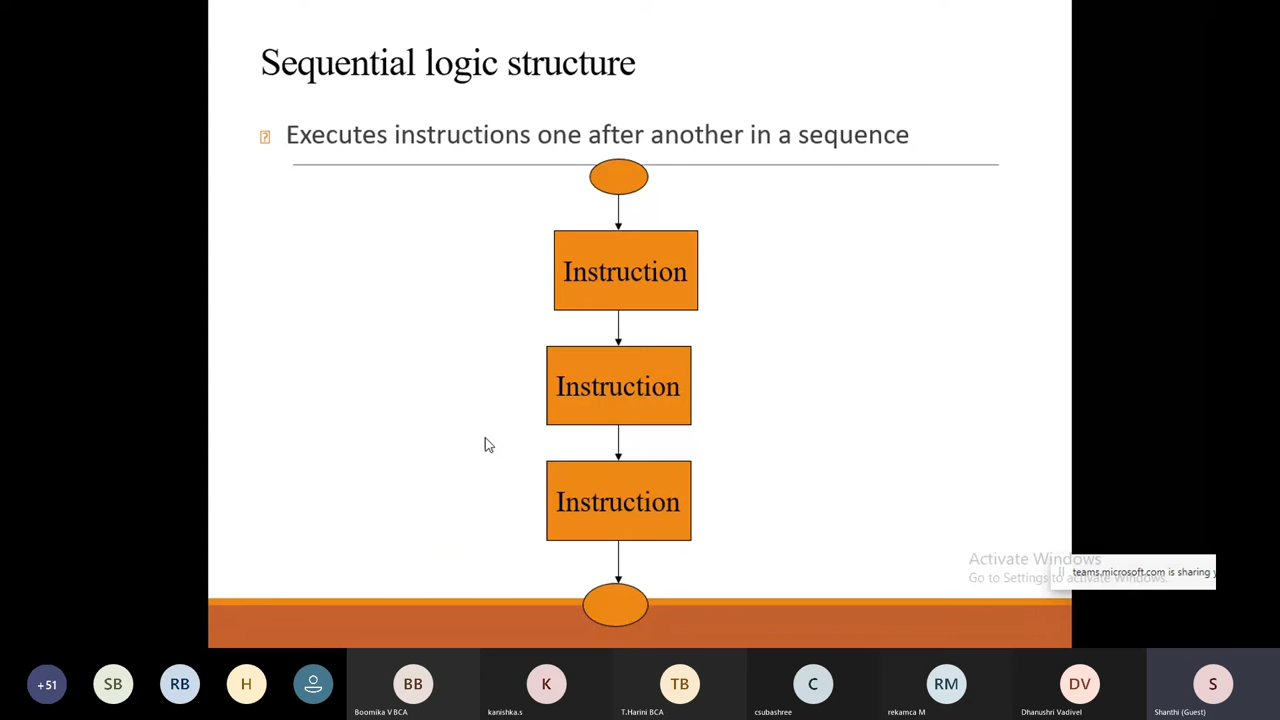 Sequential logic structure
Executes instructions one after another in a sequence
Instruction
Instruction
Instruction
Activate Windows
Go to Settings to activate Windows.
teams.microsoft.com is sharing y
+51
SB
RB
H
BB
K
TB
C
RM
DV
S
Boomika V BCA
kanishka.s
T.Harini BCA
csubashree
rekamca M
Dhanushri Vadivel
Shanthi (Guest)